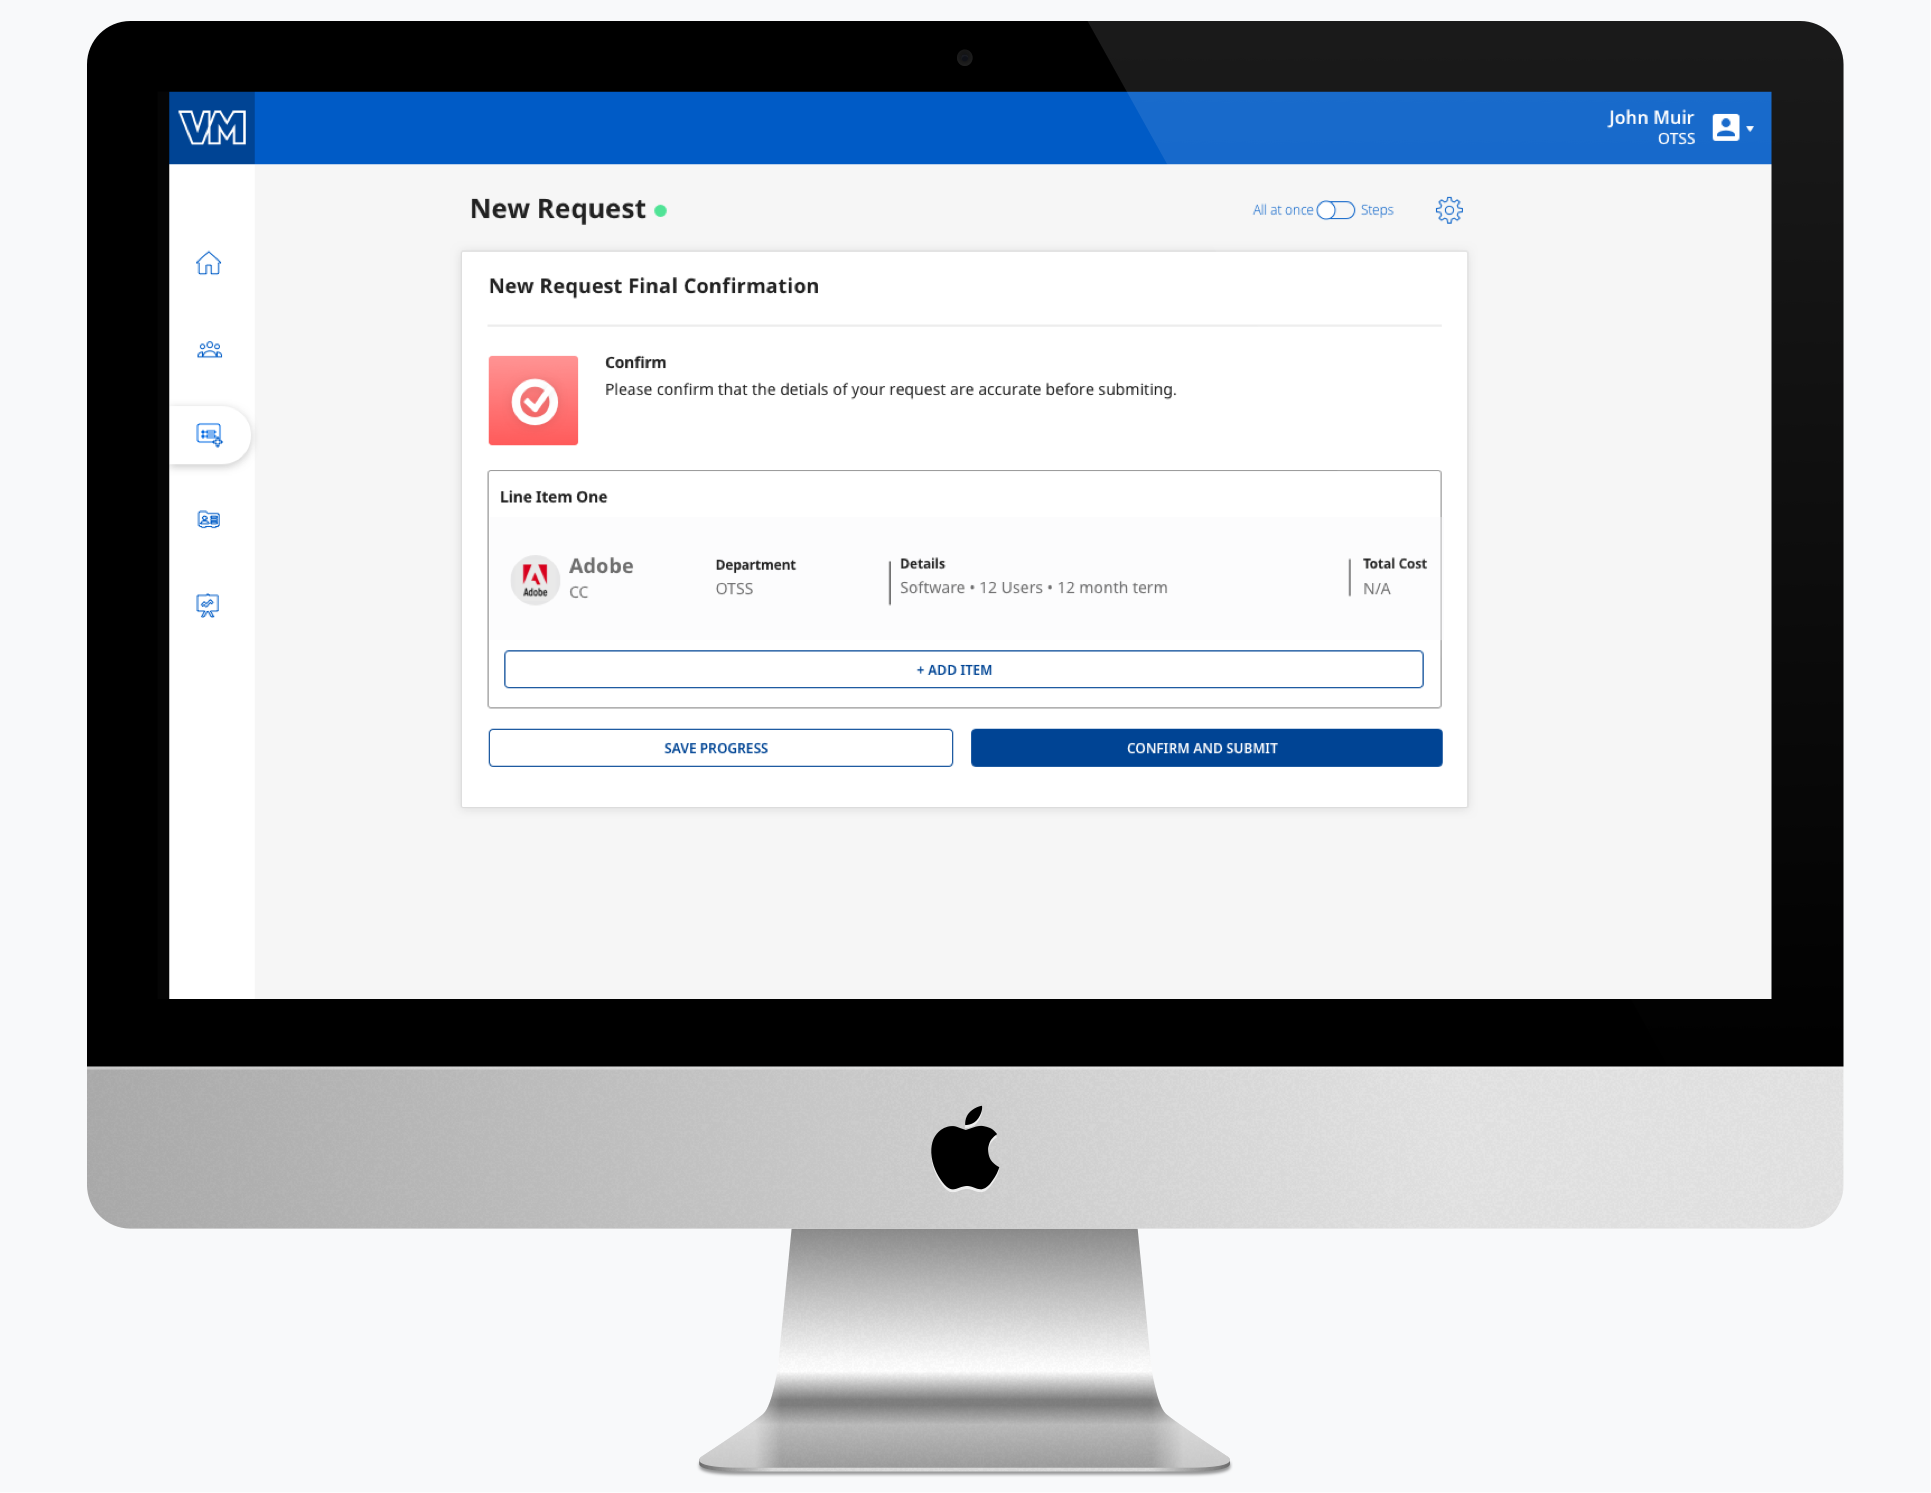 VM
John Muir
OTSS
New Request
All at once Steps
New Request Final Confirmation
Confirm
Please confirm that the detials of your request are accurate before submiting.
Line Item One
Adobe
Adobe
CC
Department
OTSS
Details
Software • 12 Users • 12 month term
Total Cost
N/A
+ ADD ITEM
SAVE PROGRESS
CONFIRM AND SUBMIT